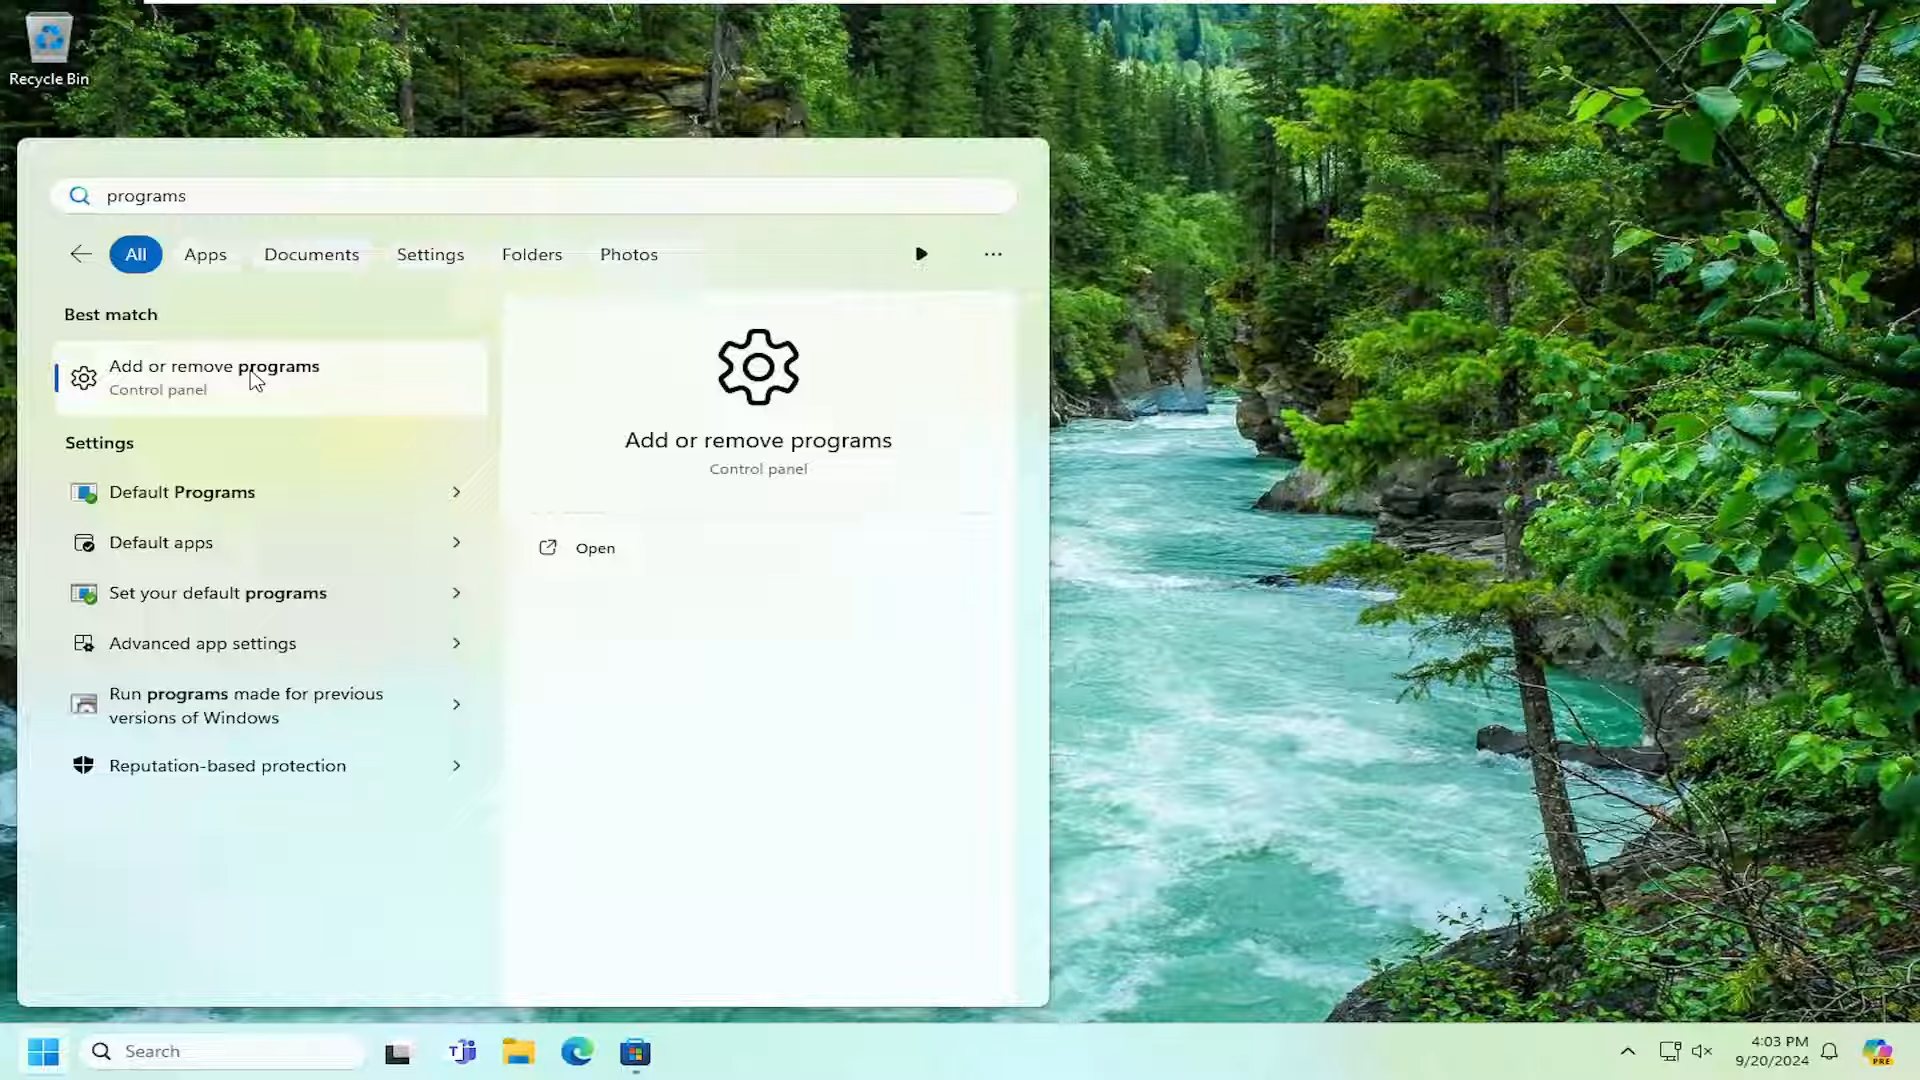 Recycle Bin
programs
All
Apps
Documents
Settings
Folders
Photos
Best match
Add or remove programs
Control panel
Settings
Default Programs
Default apps
Set your default programs
Advanced app settings
Run programs made for previous
versions of Windows
Reputation-based protection
Add or remove programs
Control panel
Open
Search
4:03 PM
9/20/2024
PRE